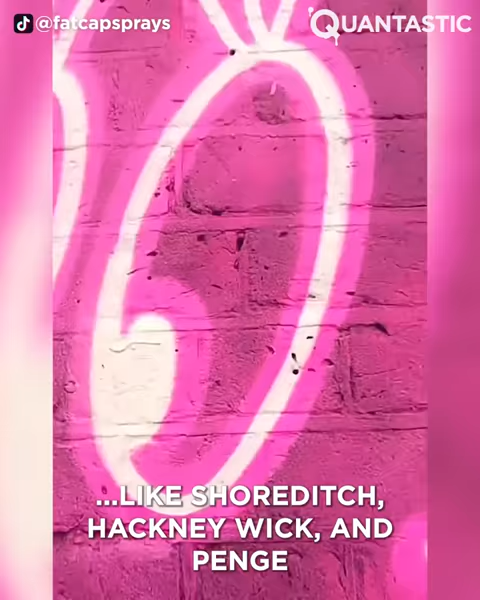 @fatcapsprays
QUANTASTIC
...LIKE SHOREDITCH,
HACKNEY WICK, AND
PENGE